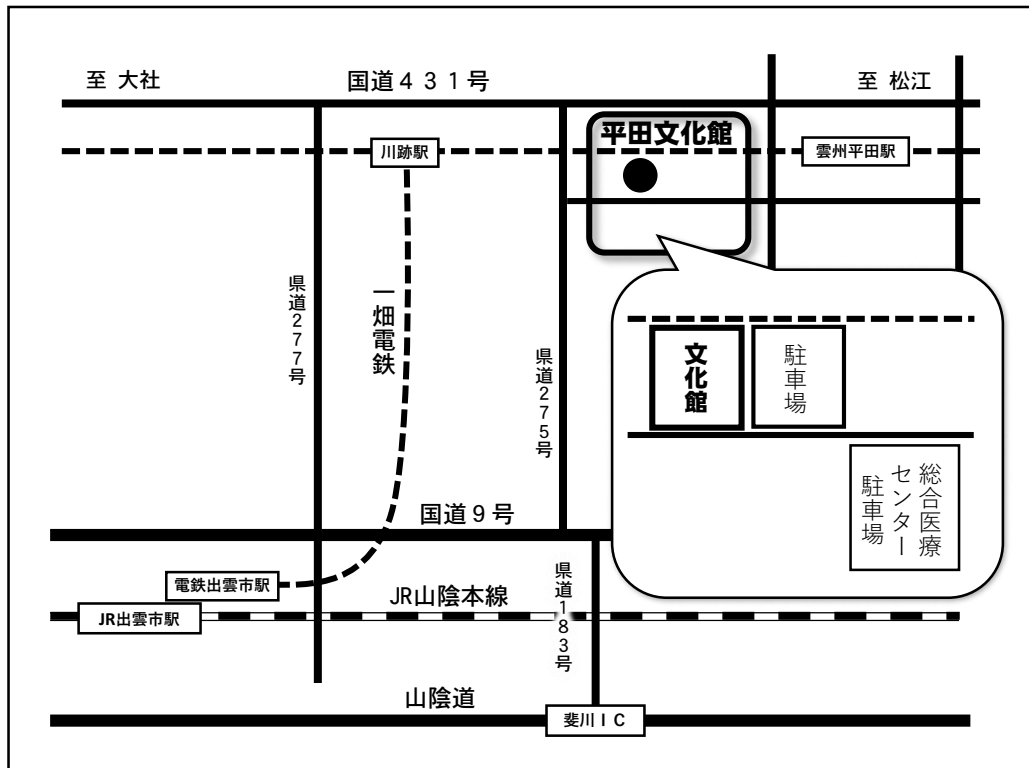 至 大社
国道４３１号
至 松江
平田文化館
川跡駅
雲州平田駅
県道２７７号
一畑電鉄
県道２７５号
文化館
駐車場
総合医療
センター
駐車場
国道９号
電鉄出雲市駅
JR山陰本線
県道１８３号
JR出雲市駅
山陰道
斐川ＩＣ